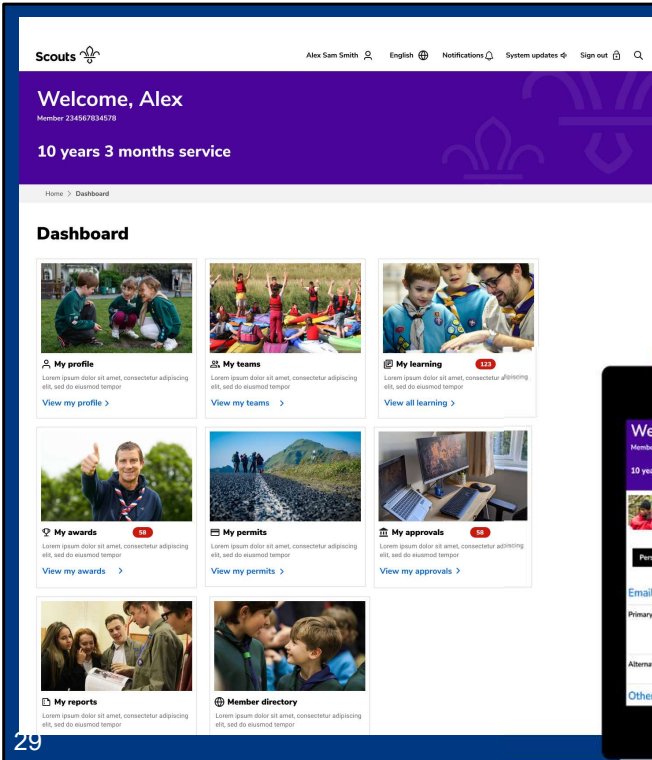 Scouts
Alex Sam Smith English Notifications System updates Sign out
Welcome, Alex
Member 234567834578
10 years 3 months service
Home > Dashboard
Dashboard
My profile
Lorem ipsum dolor sit amet, consectetur adipiscing
elit, sed do eiusmod tempor
View my profile >
My teams
Lorem ipsum dolor sit amet, consectetur adipiscing
elit, sed do eiusmod tempor
View my teams >
My learning 123
Lorem ipsum dolor sit amet, consectetur adipiscing
elit, sed do eiusmod tempor
View all learning >
My awards 58
Lorem ipsum dolor sit amet, consectetur adipiscing
elit, sed do eiusmod tempor
View my awards >
My permits
Lorem ipsum dolor sit amet, consectetur adipiscing
elit, sed do eiusmod tempor
View my permits >
My approvals 58
Lorem ipsum dolor sit amet, consectetur adipiscing
elit, sed do eiusmod tempor
View my approvals >
My reports
Lorem ipsum dolor sit amet, consectetur adipiscing
elit, sed do eiusmod tempor
Member directory
Lorem ipsum dolor sit amet, consectetur adipiscing
elit, sed do eiusmod tempor
We
Membe
10 yea
Pers
Email
Primary
Alterna
Other
29